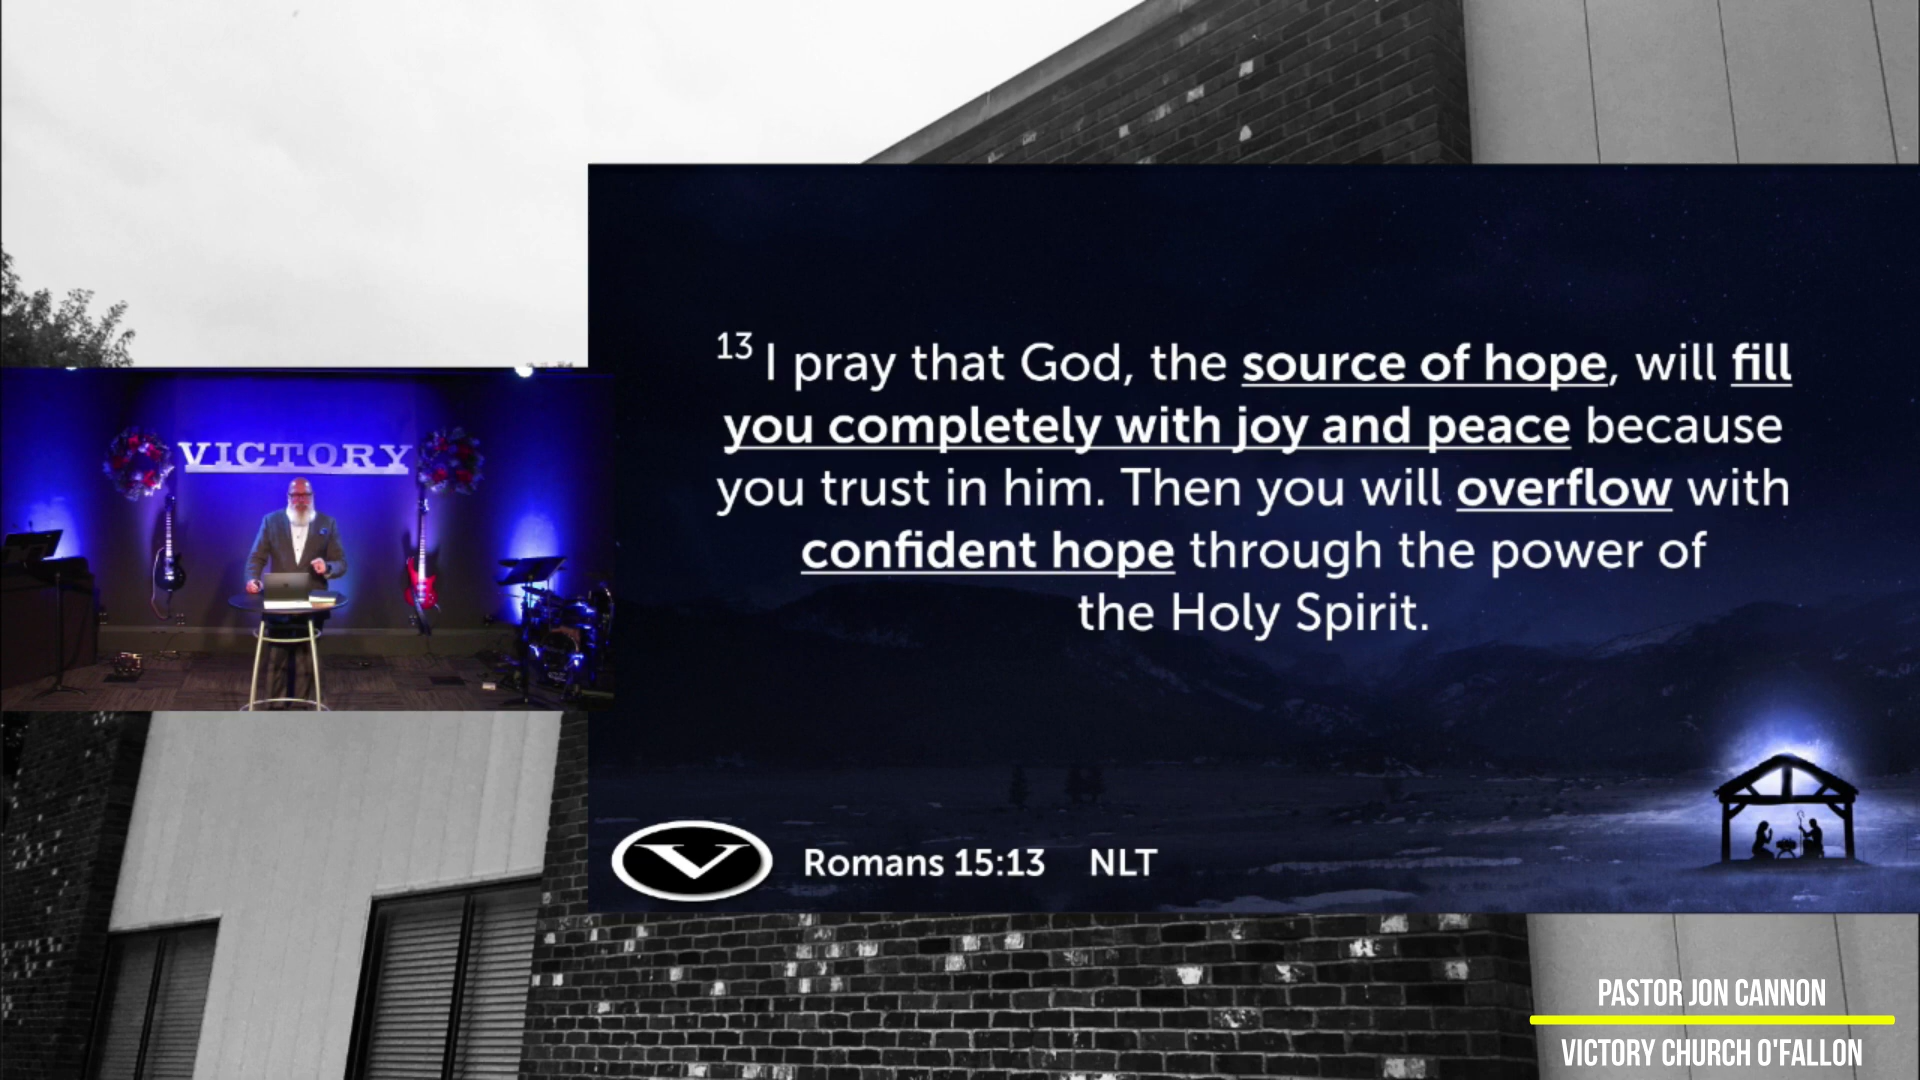 VICTORY
13 I pray that God, the source of hope, will fill
you completely with joy and peace because
you trust in him. Then you will overflow with
confident hope through the power of
the Holy Spirit.
V
Romans 15:13 NLT
PASTOR JON CANNON
VICTORY CHURCH O'FALLON